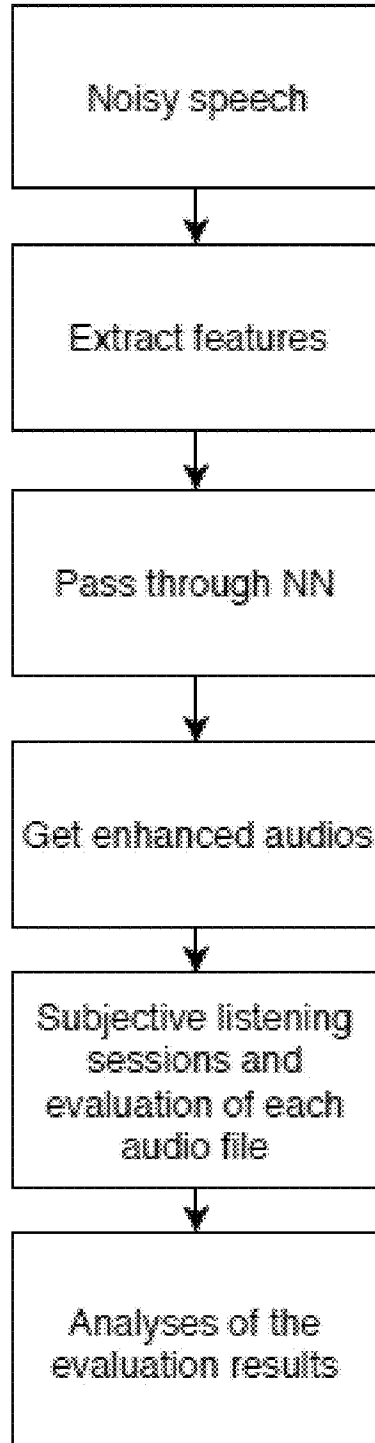 Noisy speech
Extract features
Pass through NN
Get enhanced audios
Subjective listening
sessions and
evaluation of each
audio file
Analyses of the
evaluation results